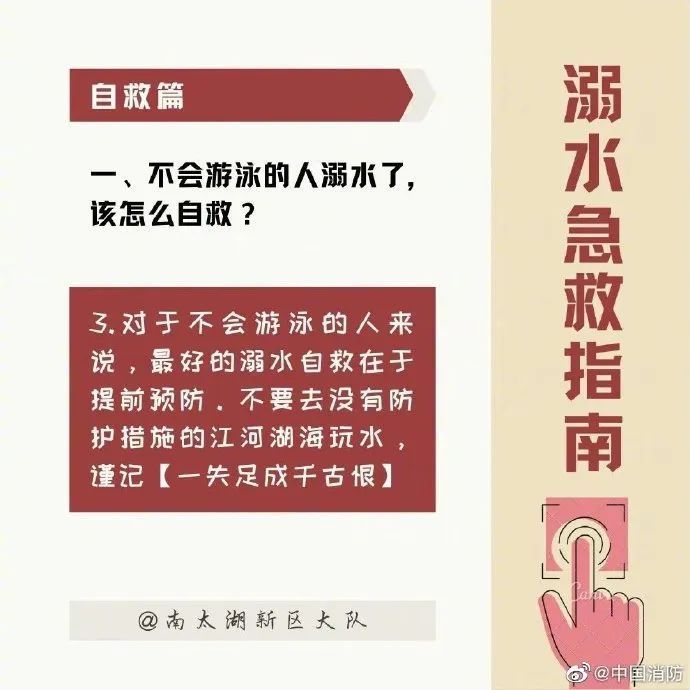 自救篇
一、不会游泳的人溺水了,
该怎么自救？
3.对于不会游泳的人来
说，最好的溺水自救在于
提前预防．不要去没有防
护措施的江河湖海玩水，
谨记【一失足成千古恨】
@南太湖新区大队
溺水急救指南
Canva
@中国消防